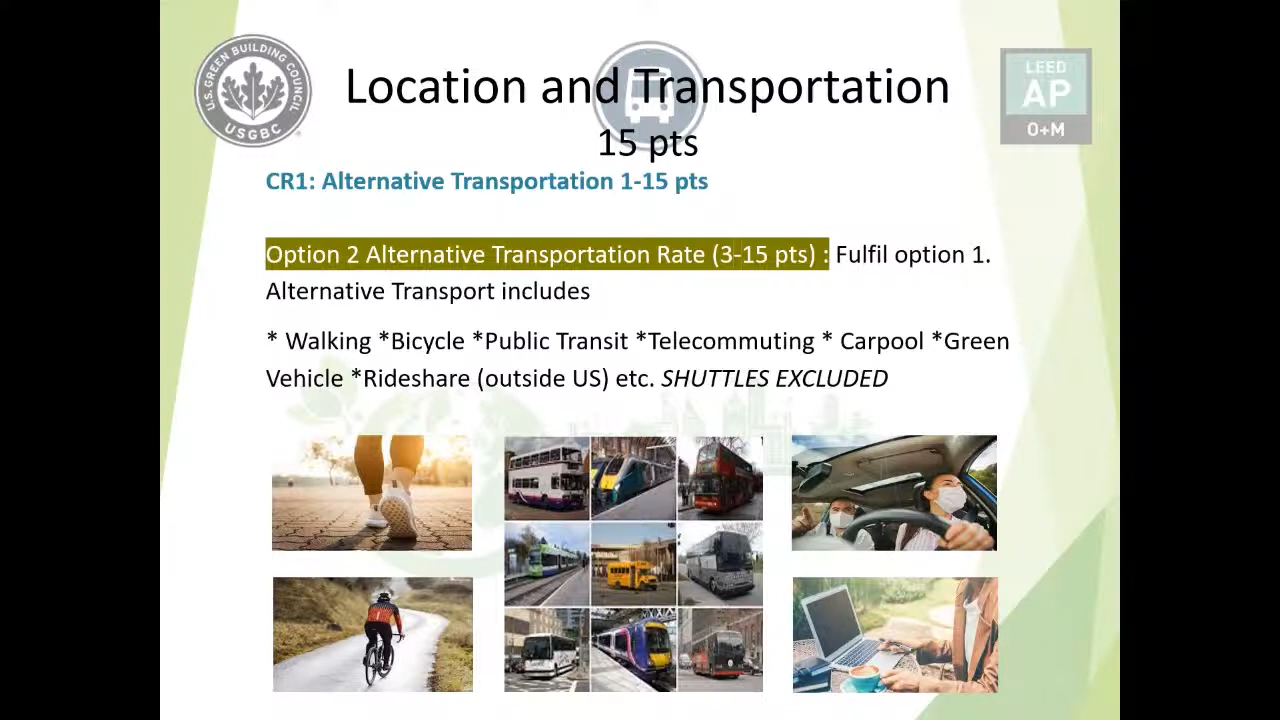 U.S. GREEN BUILDING COUNCIL
USGBC
Location and Transportation
LEED
AP
O+M
15 pts
CR1: Alternative Transportation 1-15 pts
Option 2 Alternative Transportation Rate (3-15 pts) : Fulfil option 1.
Alternative Transport includes
* Walking *Bicycle *Public Transit *Telecommuting * Carpool *Green
Vehicle *Rideshare (outside US) etc. SHUTTLES EXCLUDED